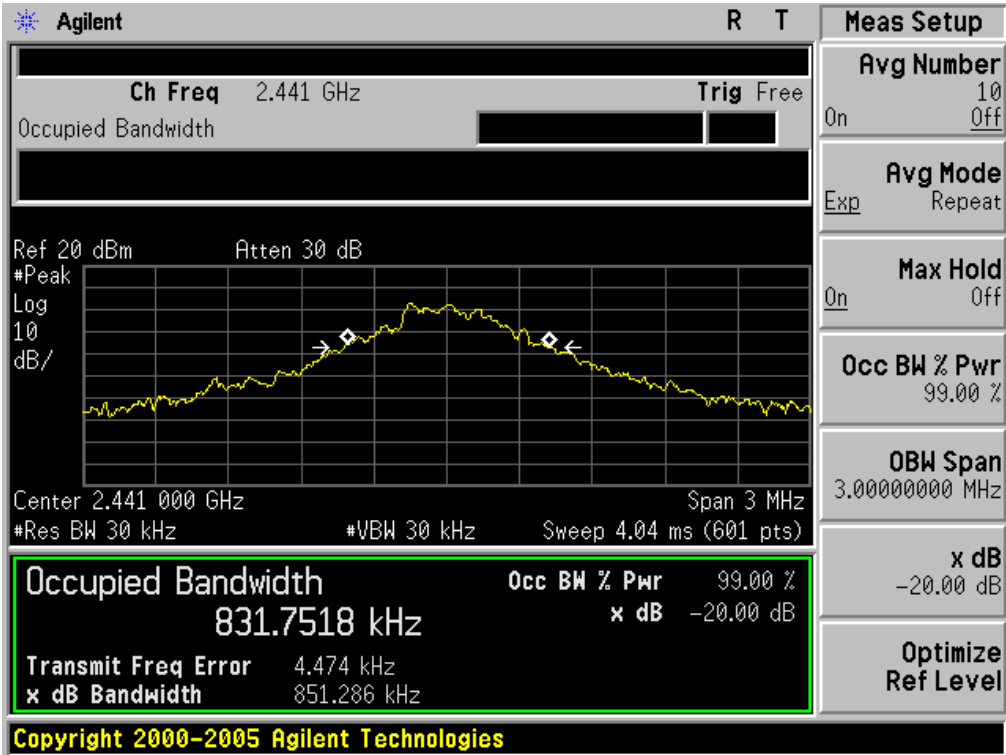 Agilent R T
Ch Freq 2.441 GHz Trig Free
Occupied Bandwidth
Ref 20 dBm Atten 30 dB
#Peak
Log
10
dB/
Center 2.441 000 GHz Span 3 MHz
#Res BW 30 kHz #VBW 30 kHz Sweep 4.04 ms (601 pts)
Occupied Bandwidth Occ BW % Pwr 99.00 %
831.7518 kHz x dB -20.00 dB
Transmit Freq Error 4.474 kHz
x dB Bandwidth 851.286 kHz
Copyright 2000-2005 Agilent Technologies
Meas Setup
Avg Number
10
On Off
Avg Mode
Exp Repeat
Max Hold
On Off
Occ BW % Pwr
99.00 %
OBW Span
3.00000000 MHz
x dB
-20.00 dB
Optimize
Ref Level